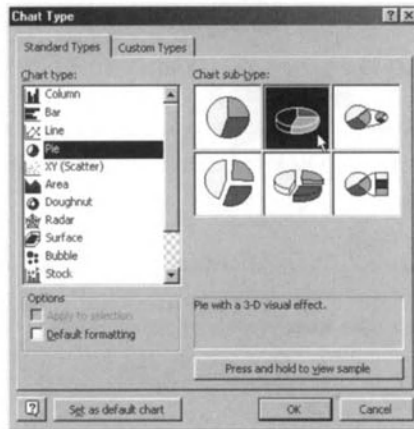 Chart Type
Standard Types
Custom Types
Chart type:
Chart sub-type:
Column
Bar
Line
Pie
XY (Scatter)
Area
Doughnut
Radar
Surface
Bubble
Stock
Options
Apply to selection
Default formatting
Pie with a 3-D visual effect.
Press and hold to view sample
Set as default chart
OK
Cancel